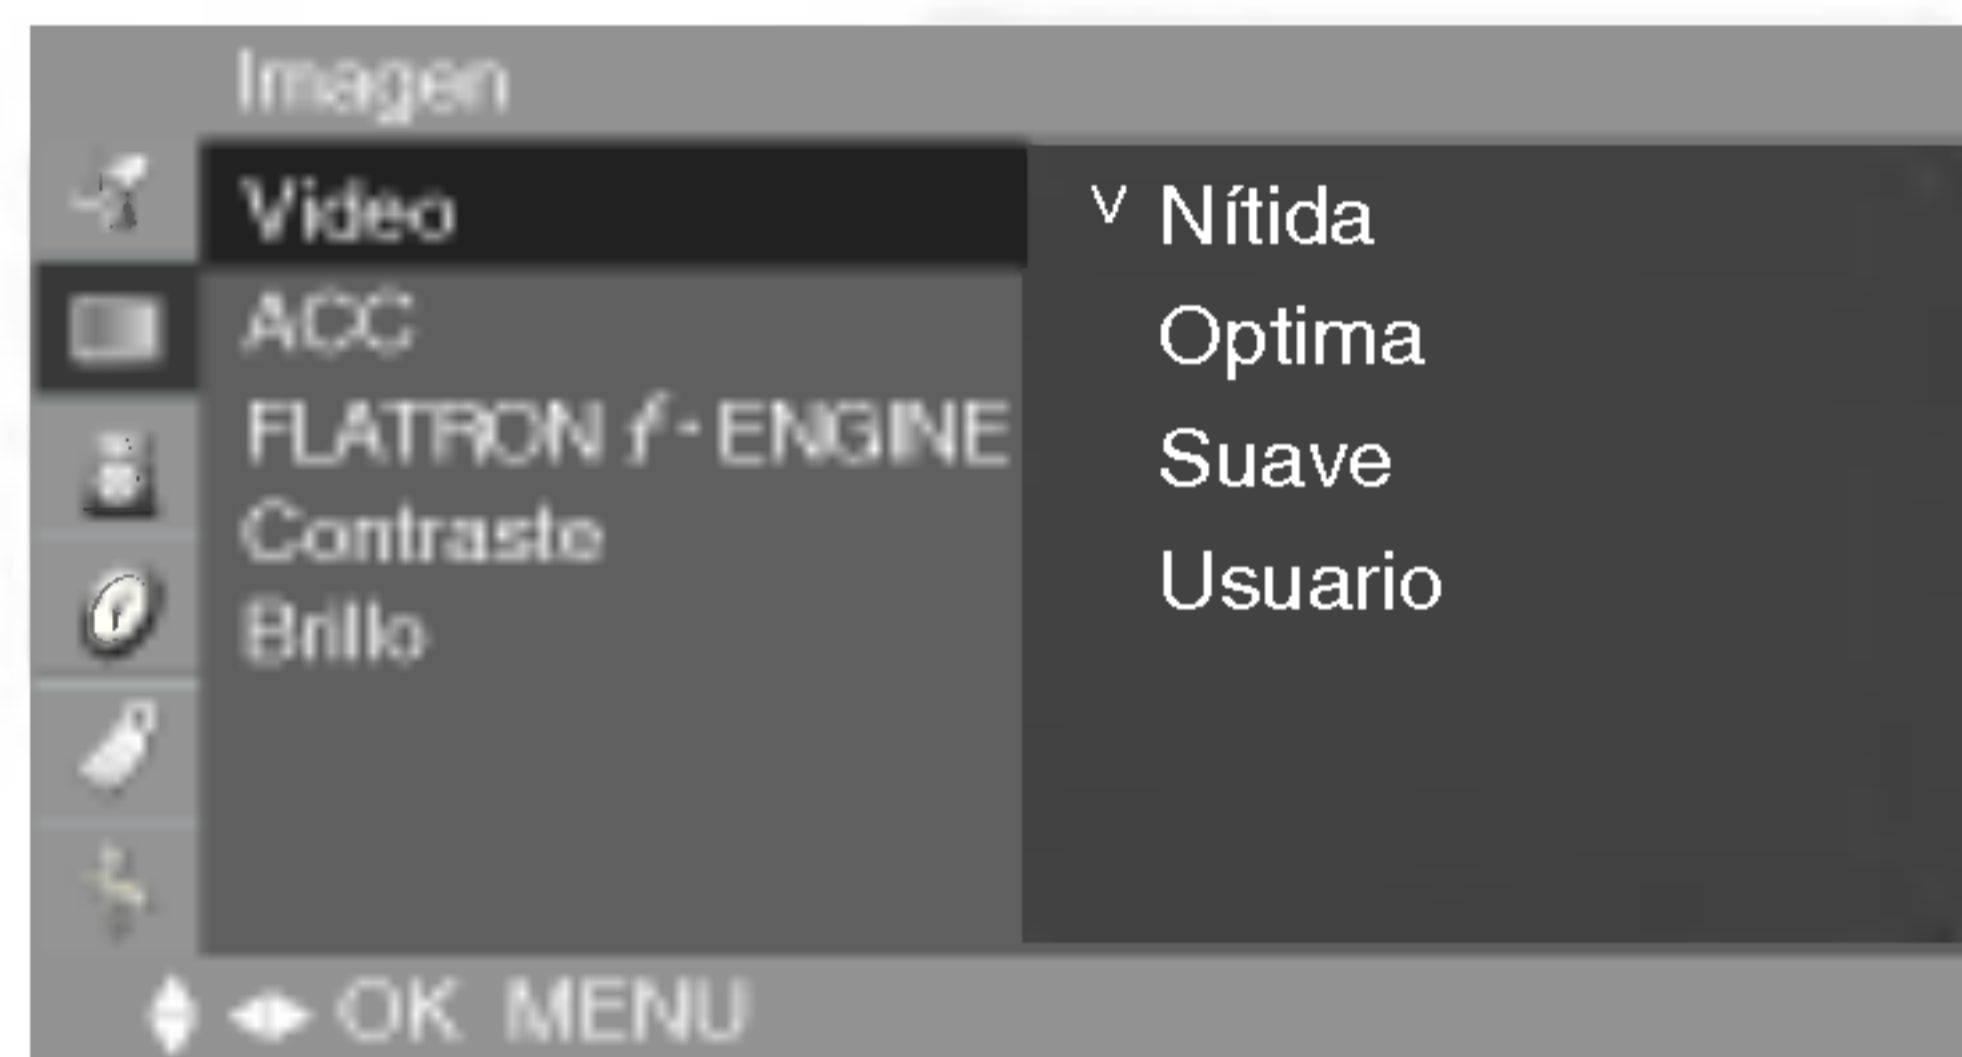 Imagen
Video
ACC
FLATRON f - ENGINE
Contraste
Brillo
v Nítida
Optima
Suave
Usuario
OK MENU